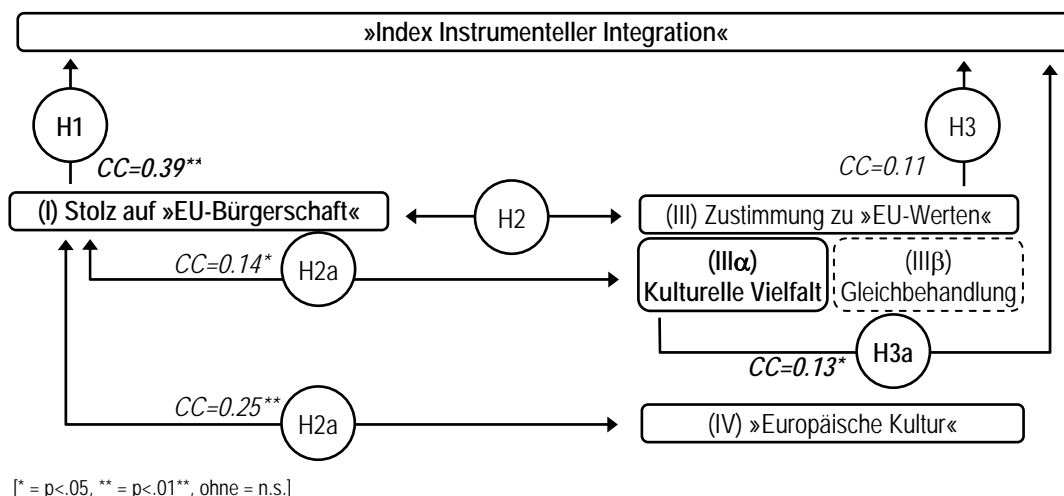 »Index Instrumenteller Integration«
H1
H3
CC=0.39**
CC=0.11
(I) Stolz auf »EU-Bürgerschaft«
H2
(III) Zustimmung zu »EU-Werten«
CC=0.14*
H2a
(IIIα)
Kulturelle Vielfalt
(IIIβ)
Gleichbehandlung
CC=0.13*
H3a
CC=0.25**
H2a
(IV) »Europäische Kultur«
[* = p<.05, ** = p<.01**, ohne = n.s.]